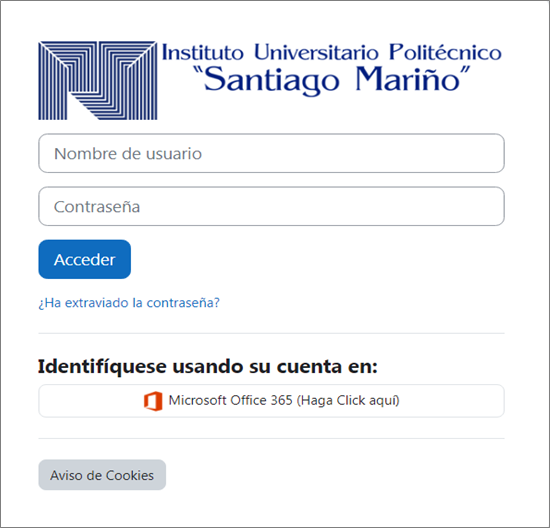 Instituto Universitario Politécnico
“Santiago Mariño”
Nombre de usuario
Contraseña
Acceder
¿Ha extraviado la contraseña?
Identifíquese usando su cuenta en:
Microsoft Office 365 (Haga Click aquí)
Aviso de Cookies